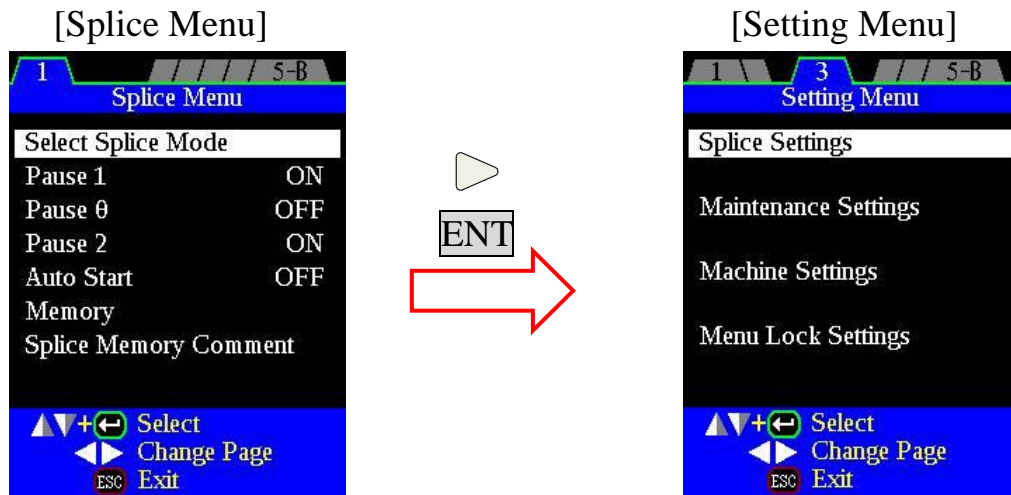 [Splice Menu]
1 5-B
Splice Menu
Select Splice Mode
Pause 1 ON
Pause θ OFF
Pause 2 ON
Auto Start OFF
Memory
Splice Memory Comment
+ Select
Change Page
ESC Exit
ENT
[Setting Menu]
1 3 5-B
Setting Menu
Splice Settings
Maintenance Settings
Machine Settings
Menu Lock Settings
+ Select
Change Page
ESC Exit